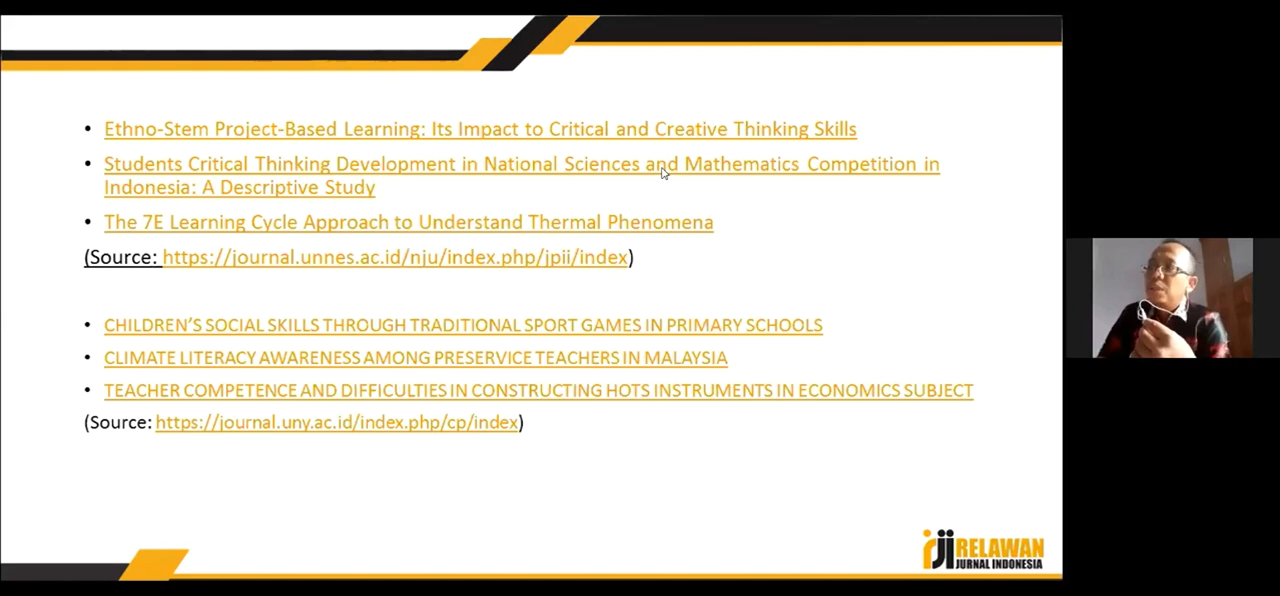 Ethno-Stem Project-Based Learning: Its Impact to Critical and Creative Thinking Skills
Students Critical Thinking Development in National Sciences and Mathematics Competition in
Indonesia: A Descriptive Study
The 7E Learning Cycle Approach to Understand Thermal Phenomena
(Source: https://journal.unnes.ac.id/nju/index.php/jpii/index)
CHILDREN'S SOCIAL SKILLS THROUGH TRADITIONAL SPORT GAMES IN PRIMARY SCHOOLS
CLIMATE LITERACY AWARENESS AMONG PRESERVICE TEACHERS IN MALAYSIA
TEACHER COMPETENCE AND DIFFICULTIES IN CONSTRUCTING HOTS INSTRUMENTS IN ECONOMICS SUBJECT
(Source: https://journal.uny.ac.id/index.php/cp/index)
rji RELAWAN
JURNAL INDONESIA